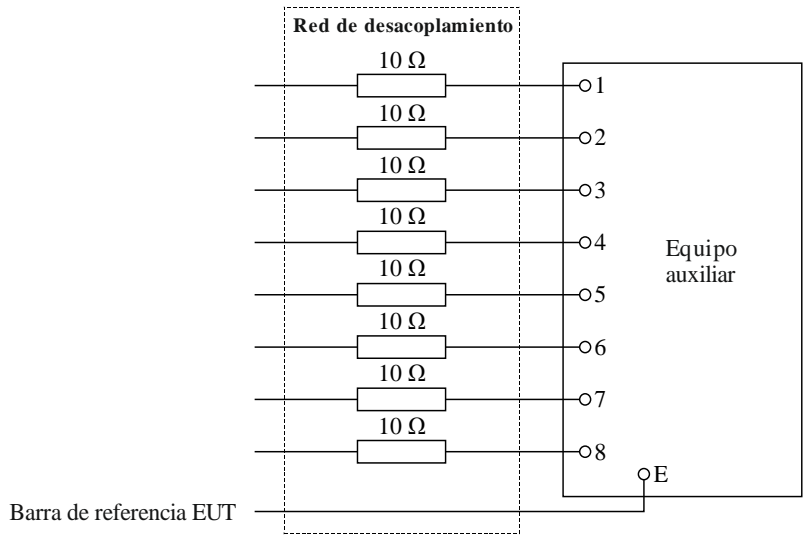 Red de desacoplamiento
10 Ω
1
10 Ω
2
10 Ω
3
10 Ω
4
10 Ω
5
10 Ω
6
10 Ω
7
10 Ω
8
Equipo
auxiliar
E
Barra de referencia EUT